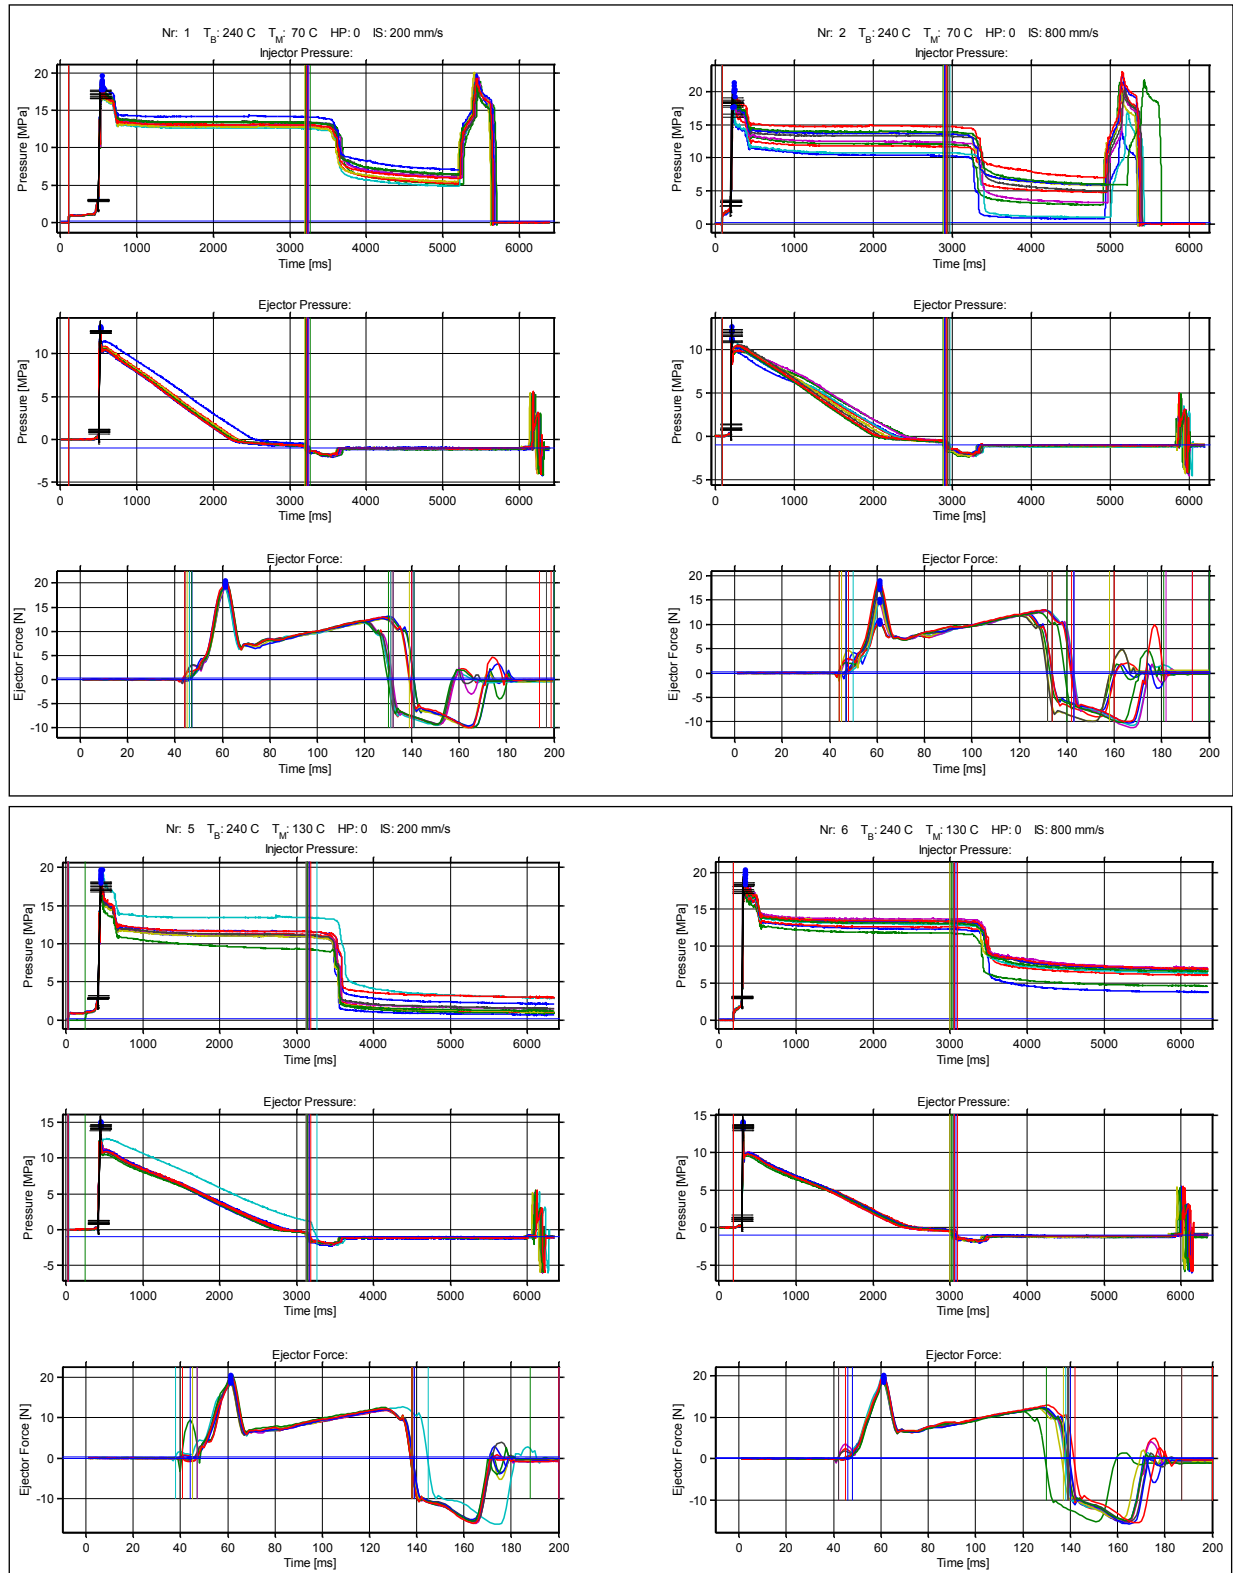 Nr: 1 T_B: 240 C T_M: 70 C HP: 0 IS: 200 mm/s
Injector Pressure:
20
15
10
5
0
Pressure [MPa]
0 1000 2000 3000 4000 5000 6000
Time [ms]
Ejector Pressure:
10
5
0
-5
Pressure [MPa]
0 1000 2000 3000 4000 5000 6000
Time [ms]
Ejector Force:
20
15
10
5
0
-5
-10
Ejector Force [N]
0 20 40 60 80 100 120 140 160 180 200
Time [ms]
Nr: 2 T_B: 240 C T_M: 70 C HP: 0 IS: 800 mm/s
Injector Pressure:
20
15
10
5
0
Pressure [MPa]
0 1000 2000 3000 4000 5000 6000
Time [ms]
Ejector Pressure:
10
5
0
-5
Pressure [MPa]
0 1000 2000 3000 4000 5000 6000
Time [ms]
Ejector Force:
20
15
10
5
0
-5
-10
Ejector Force [N]
0 20 40 60 80 100 120 140 160 180 200
Time [ms]
Nr: 5 T_B: 240 C T_M: 130 C HP: 0 IS: 200 mm/s
Injector Pressure:
20
15
10
5
0
Pressure [MPa]
0 1000 2000 3000 4000 5000 6000
Time [ms]
Ejector Pressure:
15
10
5
0
-5
Pressure [MPa]
0 1000 2000 3000 4000 5000 6000
Time [ms]
Ejector Force:
20
10
0
-10
Ejector Force [N]
0 20 40 60 80 100 120 140 160 180 200
Time [ms]
Nr: 6 T_B: 240 C T_M: 130 C HP: 0 IS: 800 mm/s
Injector Pressure:
20
15
10
5
0
Pressure [MPa]
0 1000 2000 3000 4000 5000 6000
Time [ms]
Ejector Pressure:
15
10
5
0
-5
Pressure [MPa]
0 1000 2000 3000 4000 5000 6000
Time [ms]
Ejector Force:
20
10
0
-10
Ejector Force [N]
0 20 40 60 80 100 120 140 160 180 200
Time [ms]